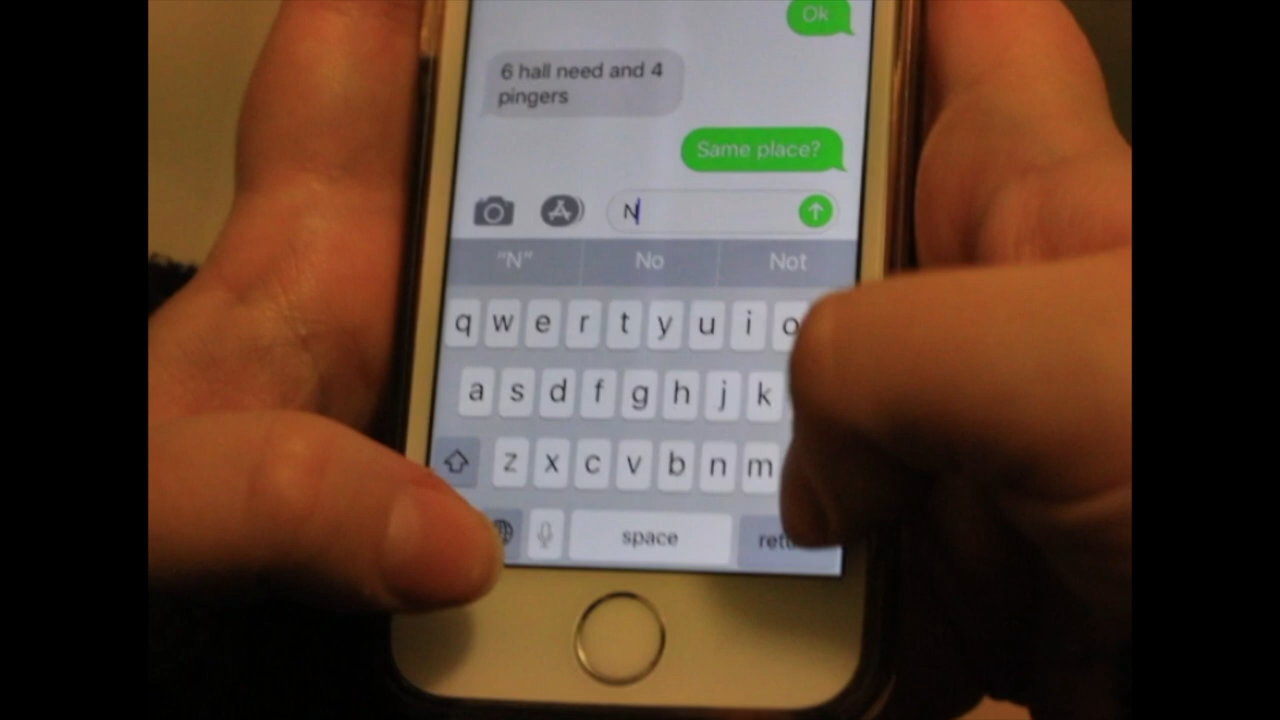 Ok
6 hall need and 4
pingers
Same place?
N
"N" No Not
q w e r t y u i o
a s d f g h j k
z x c v b n m
space